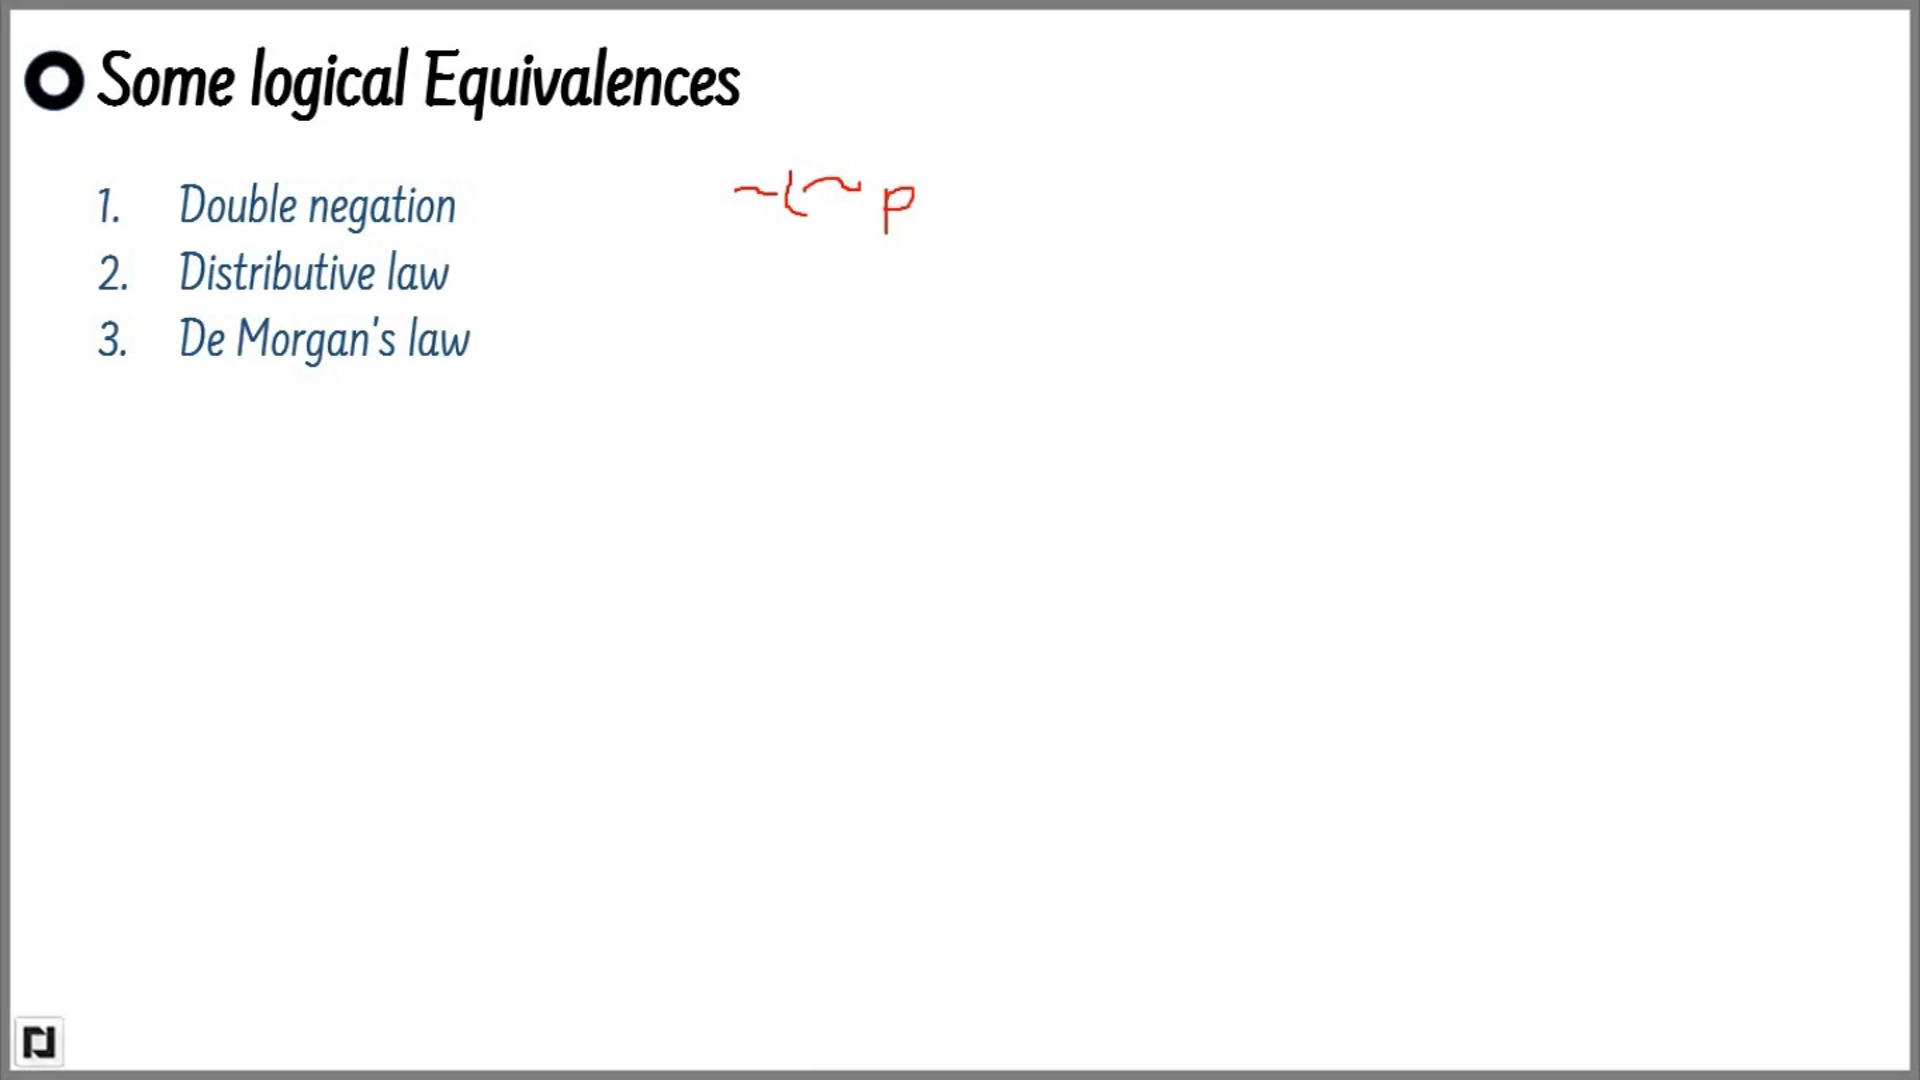 Some logical Equivalences
1. Double negation ~(~ p
2. Distributive law
3. De Morgan's law